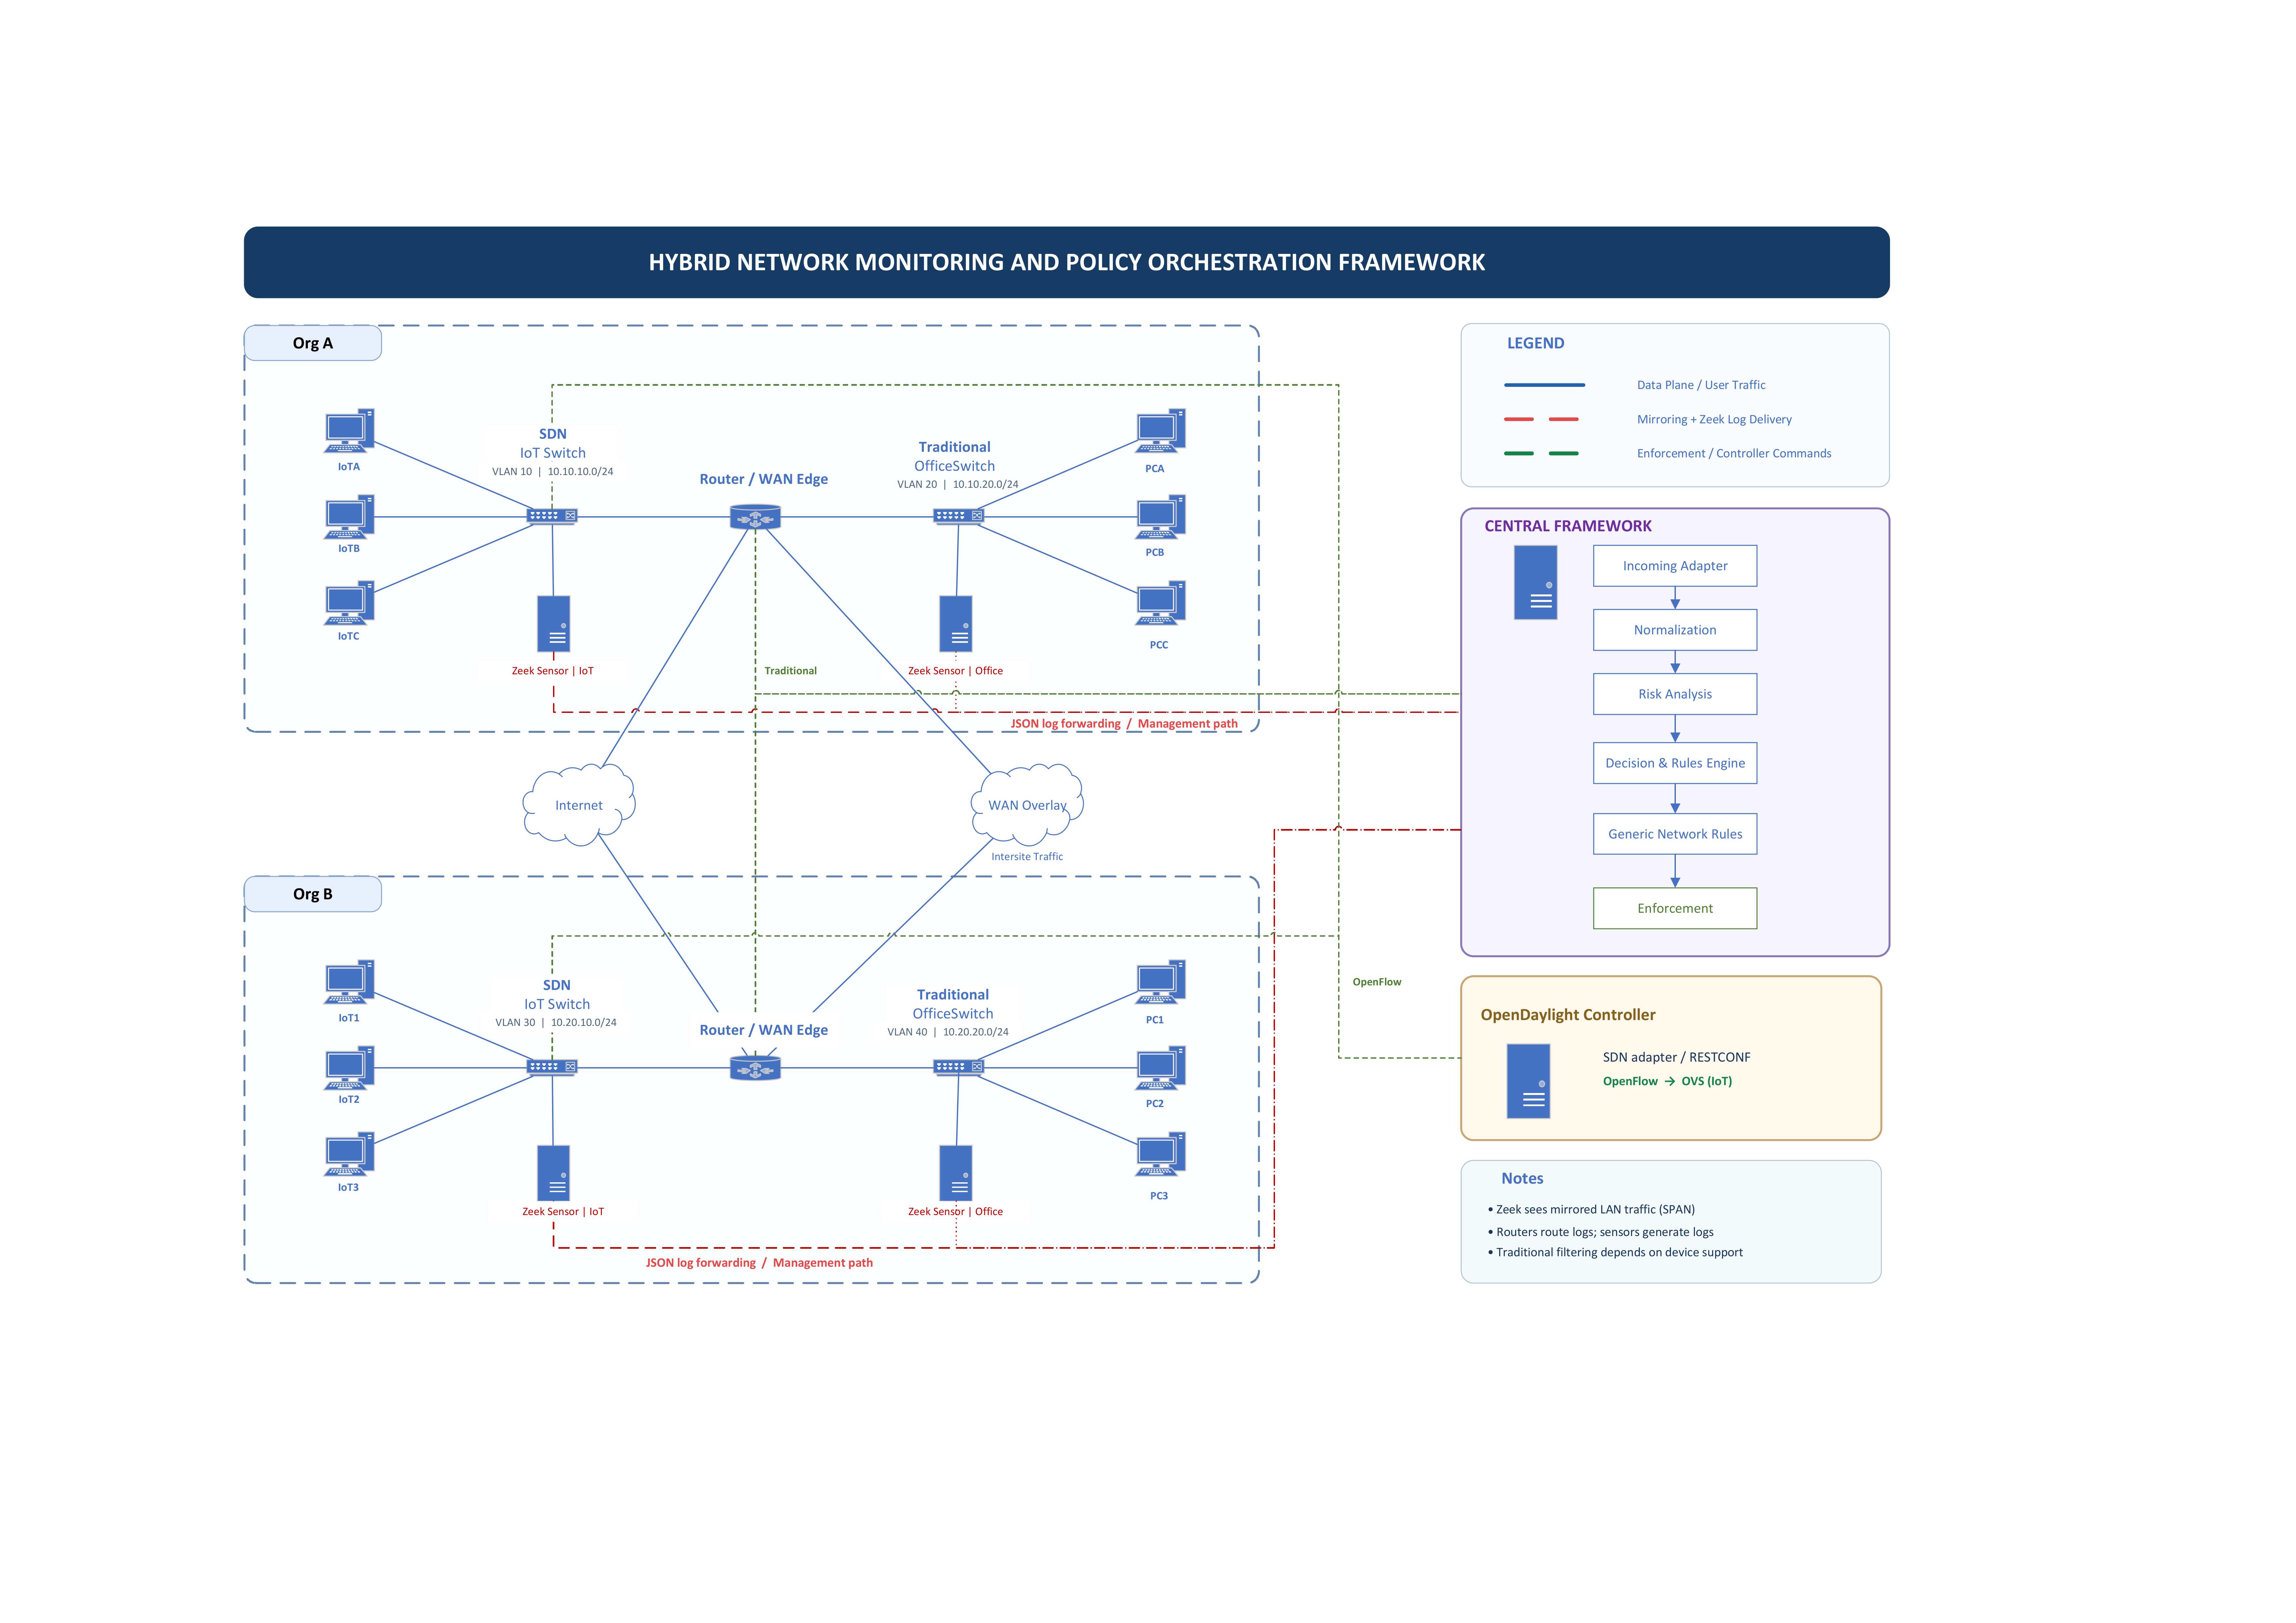 HYBRID NETWORK MONITORING AND POLICY ORCHESTRATION FRAMEWORK
Org A
IoTA
IoTB
IoTC
SDN
IoT Switch
VLAN 10 | 10.10.10.0/24
Router / WAN Edge
Traditional
OfficeSwitch
VLAN 20 | 10.10.20.0/24
PCA
PCB
PCC
Zeek Sensor | IoT
Traditional
Zeek Sensor | Office
JSON log forwarding / Management path
Internet
WAN Overlay
Intersite Traffic
Org B
IoT1
IoT2
IoT3
SDN
IoT Switch
VLAN 30 | 10.20.10.0/24
Router / WAN Edge
Traditional
OfficeSwitch
VLAN 40 | 10.20.20.0/24
PC1
PC2
PC3
Zeek Sensor | IoT
Zeek Sensor | Office
JSON log forwarding / Management path
OpenFlow
LEGEND
Data Plane / User Traffic
Mirroring + Zeek Log Delivery
Enforcement / Controller Commands
CENTRAL FRAMEWORK
Incoming Adapter
Normalization
Risk Analysis
Decision & Rules Engine
Generic Network Rules
Enforcement
OpenDaylight Controller
SDN adapter / RESTCONF
OpenFlow → OVS (IoT)
Notes
• Zeek sees mirrored LAN traffic (SPAN)
• Routers route logs; sensors generate logs
• Traditional filtering depends on device support